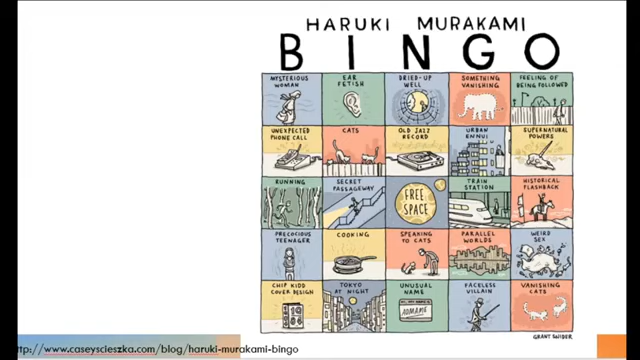 HARUKI MURAKAMI
BINGO
MYSTERIOUS WOMAN
EAR FETISH
DRIED-UP WELL
SOMETHING VANISHING
FEELING OF BEING FOLLOWED
UNEXPECTED PHONE CALL
CATS
OLD JAZZ RECORD
URBAN ENNUI
SUPERNATURAL POWERS
RUNNING
SECRET PASSAGEWAY
FREE SPACE
TRAIN STATION
HISTORICAL FLASHBACK
PRECOCIOUS TEENAGER
COOKING
SPEAKING TO CATS
PARALLEL WORLDS
WEIRD SEX
CHIP KIDD COVER DESIGN
TOKYO AT NIGHT
UNUSUAL NAME
FACELESS VILLAIN
VANISHING CATS
GRANT SNIDER
http://www.caseyscieszka.com/blog/haruki-murakami-bingo